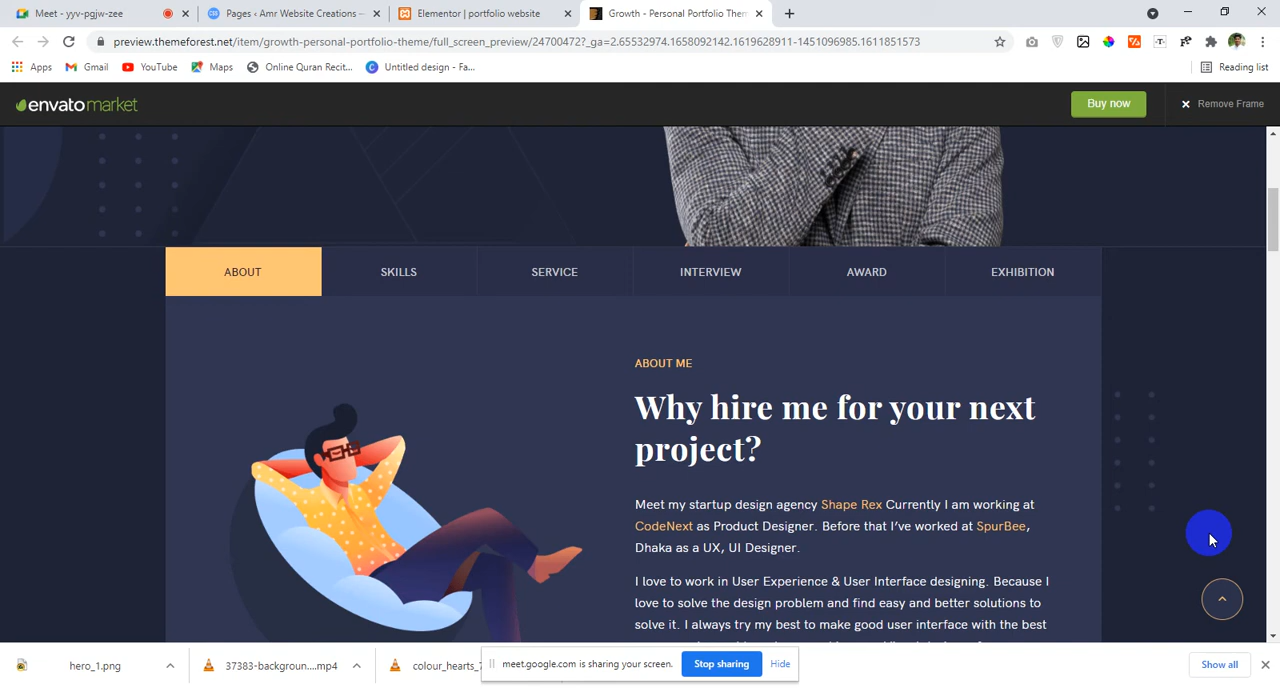 Meet - yyv-pgjw-zee
Pages ‹ Amr Website Creations —
Elementor | portfolio website
Growth - Personal Portfolio Them
preview.themeforest.net/item/growth-personal-portfolio-theme/full_screen_preview/24700472?_ga=2.65532974.1658092142.1619628911-1451096985.1611851573
Apps
Gmail
YouTube
Maps
Online Quran Recit...
Untitled design - Fa...
Reading list
envato market
Buy now
Remove Frame
ABOUT
SKILLS
SERVICE
INTERVIEW
AWARD
EXHIBITION
ABOUT ME
Why hire me for your next
project?
Meet my startup design agency Shape Rex Currently I am working at
CodeNext as Product Designer. Before that I've worked at SpurBee,
Dhaka as a UX, UI Designer.
I love to work in User Experience & User Interface designing. Because I
love to solve the design problem and find easy and better solutions to
solve it. I always try my best to make good user interface with the best
hero_1.png
37383-backgroun....mp4
colour_hearts_7
meet.google.com is sharing your screen.
Stop sharing
Hide
Show all